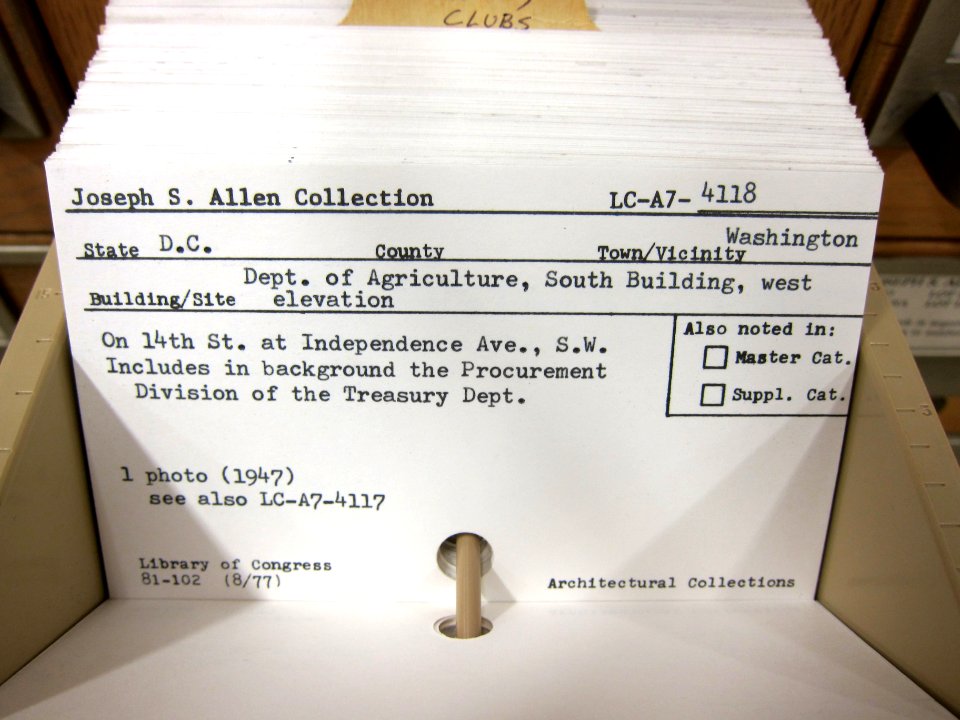 CLUBS
Joseph S. Allen Collection LC-A7- 4118
State D.C. County Town/Vicinity Washington
Dept. of Agriculture, South Building, west
Building/Site elevation
On 14th St. at Independence Ave., S.W.
Includes in background the Procurement
Division of the Treasury Dept.
Also noted in:
Master Cat.
Suppl. Cat.
1 photo (1947)
see also LC-A7-4117
Library of Congress
81-102 (8/77)
Architectural Collections